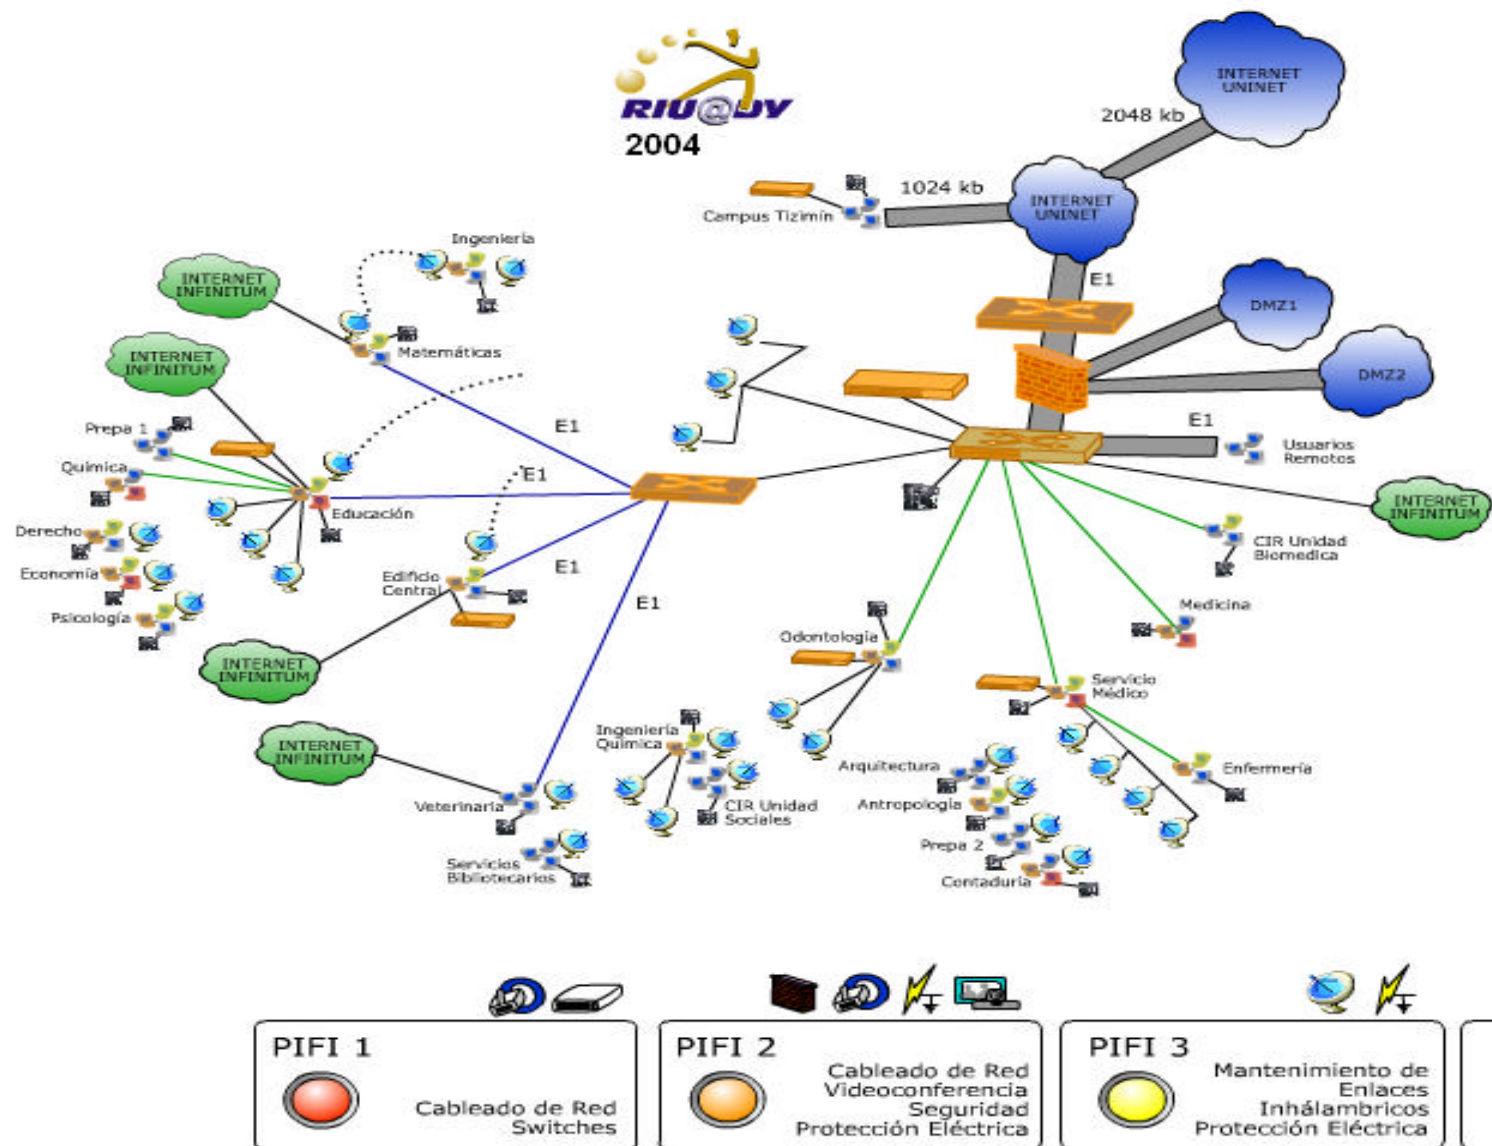 RIU@DY
2004
INTERNET
UNINET
2048 kb
1024 kb
INTERNET
UNINET
Campus Tizimín
E1
DMZ1
DMZ2
E1
Usuarios
Remotos
INTERNET
INFINITUM
Ingeniería
INTERNET
INFINITUM
Matemáticas
INTERNET
INFINITUM
E1
Prepa 1
Química
E1
Educación
Derecho
Economía
Psicología
Edificio
Central
E1
E1
INTERNET
INFINITUM
CIR Unidad
Biomedica
Medicina
Odontología
Servicio
Médico
INTERNET
INFINITUM
Ingeniería
Química
Veterinaria
CIR Unidad
Sociales
Servicios
Bibliotecarios
Arquitectura
Antropología
Prepa 2
Contaduría
Enfermería
PIFI 1
Cableado de Red
Switches
PIFI 2
Cableado de Red
Videoconferencia
Seguridad
Protección Eléctrica
PIFI 3
Mantenimiento de
Enlaces
Inhálambricos
Protección Eléctrica